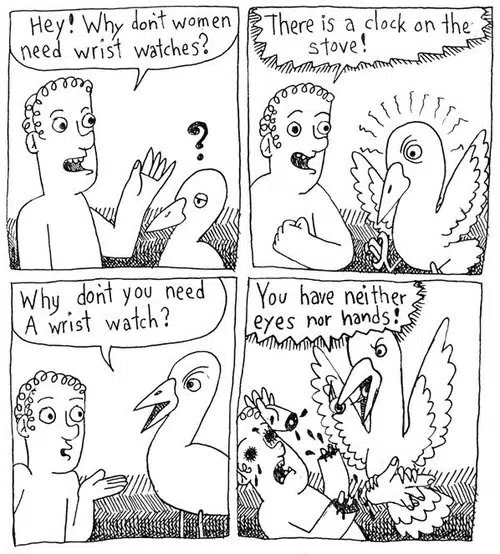 Hey! Why don't women
need wrist watches?
?
There is a clock on the
stove!
Why don't you need
A wrist watch?
You have neither
eyes nor hands!